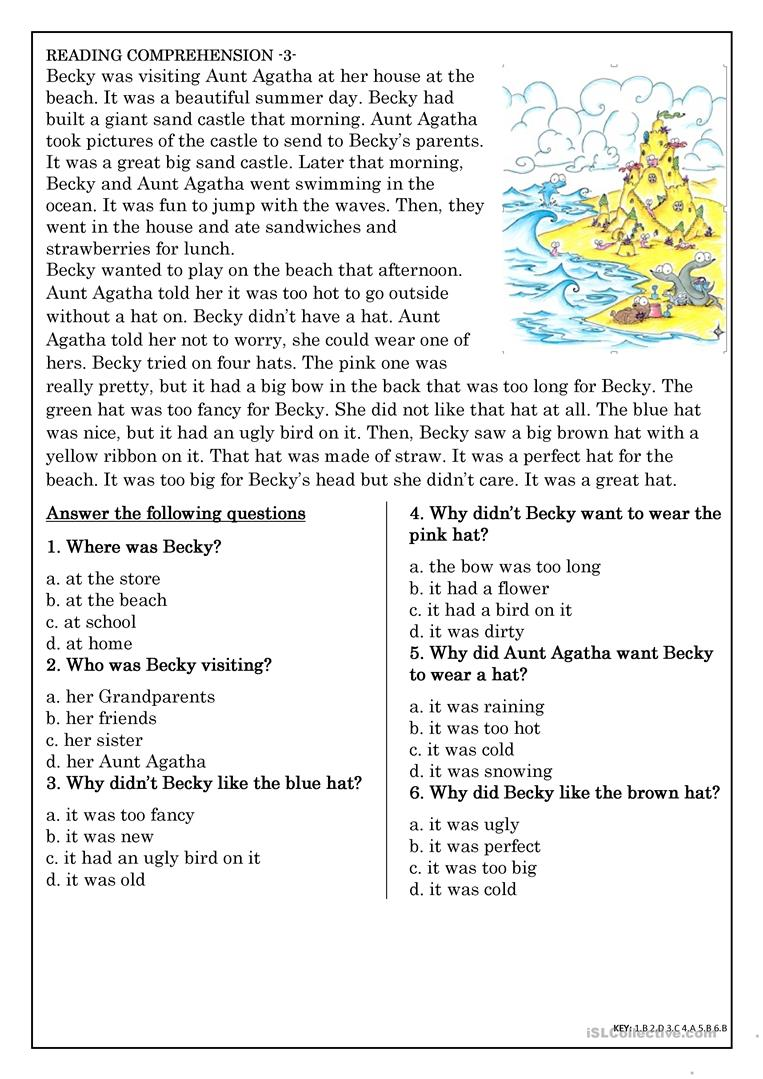 READING COMPREHENSION -3-
Becky was visiting Aunt Agatha at her house at the
beach. It was a beautiful summer day. Becky had
built a giant sand castle that morning. Aunt Agatha
took pictures of the castle to send to Becky's parents.
It was a great big sand castle. Later that morning,
Becky and Aunt Agatha went swimming in the
ocean. It was fun to jump with the waves. Then, they
went in the house and ate sandwiches and
strawberries for lunch.
Becky wanted to play on the beach that afternoon.
Aunt Agatha told her it was too hot to go outside
without a hat on. Becky didn't have a hat. Aunt
Agatha told her not to worry, she could wear one of
hers. Becky tried on four hats. The pink one was
really pretty, but it had a big bow in the back that was too long for Becky. The
green hat was too fancy for Becky. She did not like that hat at all. The blue hat
was nice, but it had an ugly bird on it. Then, Becky saw a big brown hat with a
yellow ribbon on it. That hat was made of straw. It was a perfect hat for the
beach. It was too big for Becky's head but she didn't care. It was a great hat.
Answer the following questions
1. Where was Becky?
a. at the store
b. at the beach
c. at school
d. at home
2. Who was Becky visiting?
a. her Grandparents
b. her friends
c. her sister
d. her Aunt Agatha
3. Why didn't Becky like the blue hat?
a. it was too fancy
b. it was new
c. it had an ugly bird on it
d. it was old
4. Why didn't Becky want to wear the
pink hat?
a. the bow was too long
b. it had a flower
c. it had a bird on it
d. it was dirty
5. Why did Aunt Agatha want Becky
to wear a hat?
a. it was raining
b. it was too hot
c. it was cold
d. it was snowing
6. Why did Becky like the brown hat?
a. it was ugly
b. it was perfect
c. it was too big
d. it was cold
KEY: 1.B 2.D 3.C 4.A 5.B 6.B
iSLCollective.com